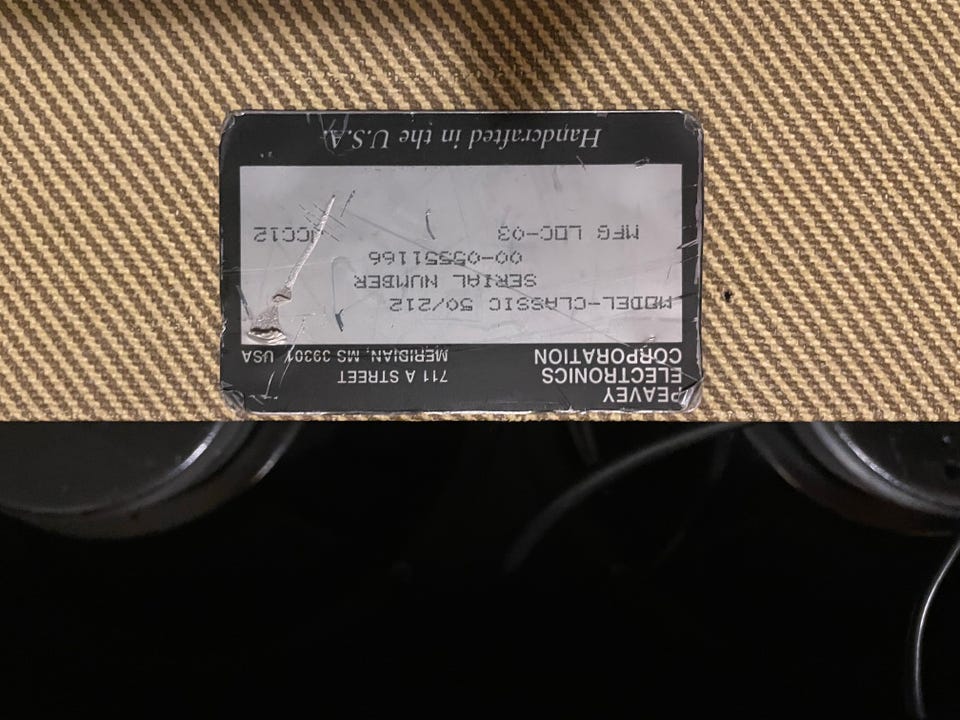 PEAVEY
ELECTRONICS
CORPORATION
711 A STREET
MERIDIAN, MS 39301 USA
MODEL-CLASSIC 50/212
SERIAL NUMBER
00-05551166
MFG LOC-03
Handcrafted in the U.S.A.